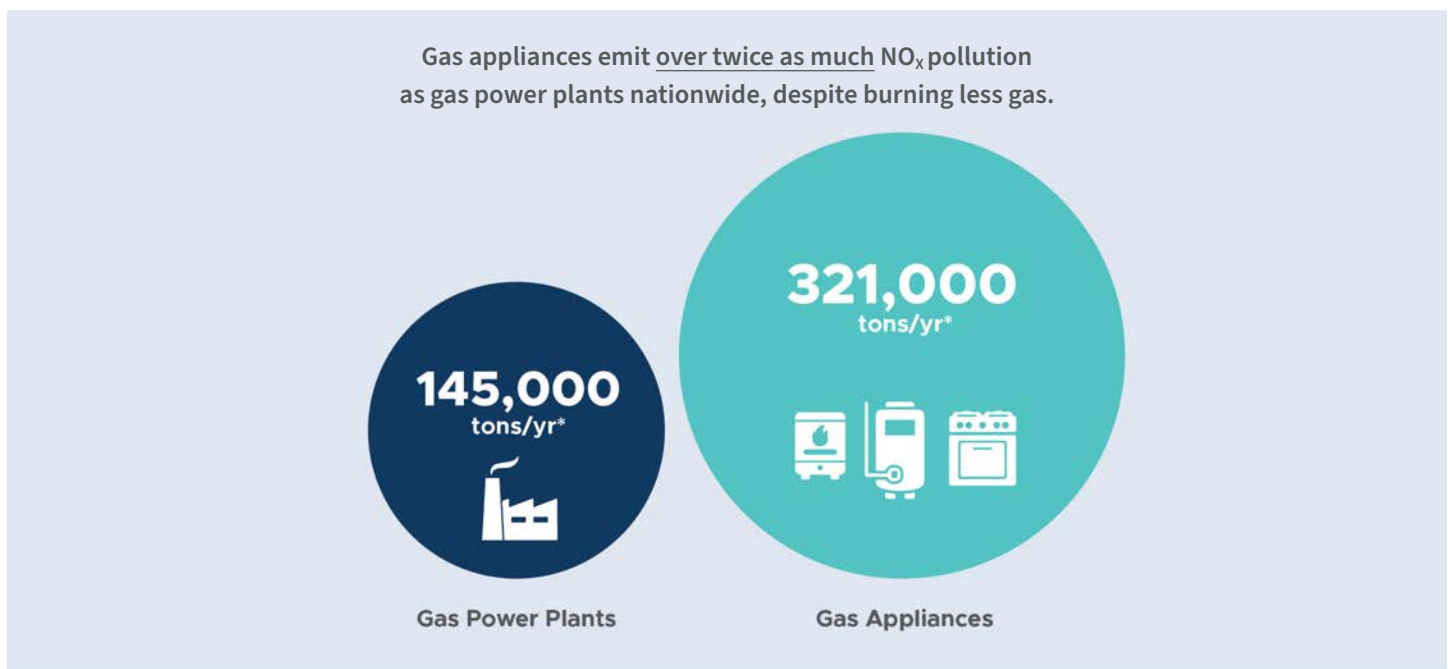 Gas appliances emit over twice as much NOx pollution
as gas power plants nationwide, despite burning less gas.
321,000
tons/yr*
145,000
tons/yr*
Gas Power Plants
Gas Appliances